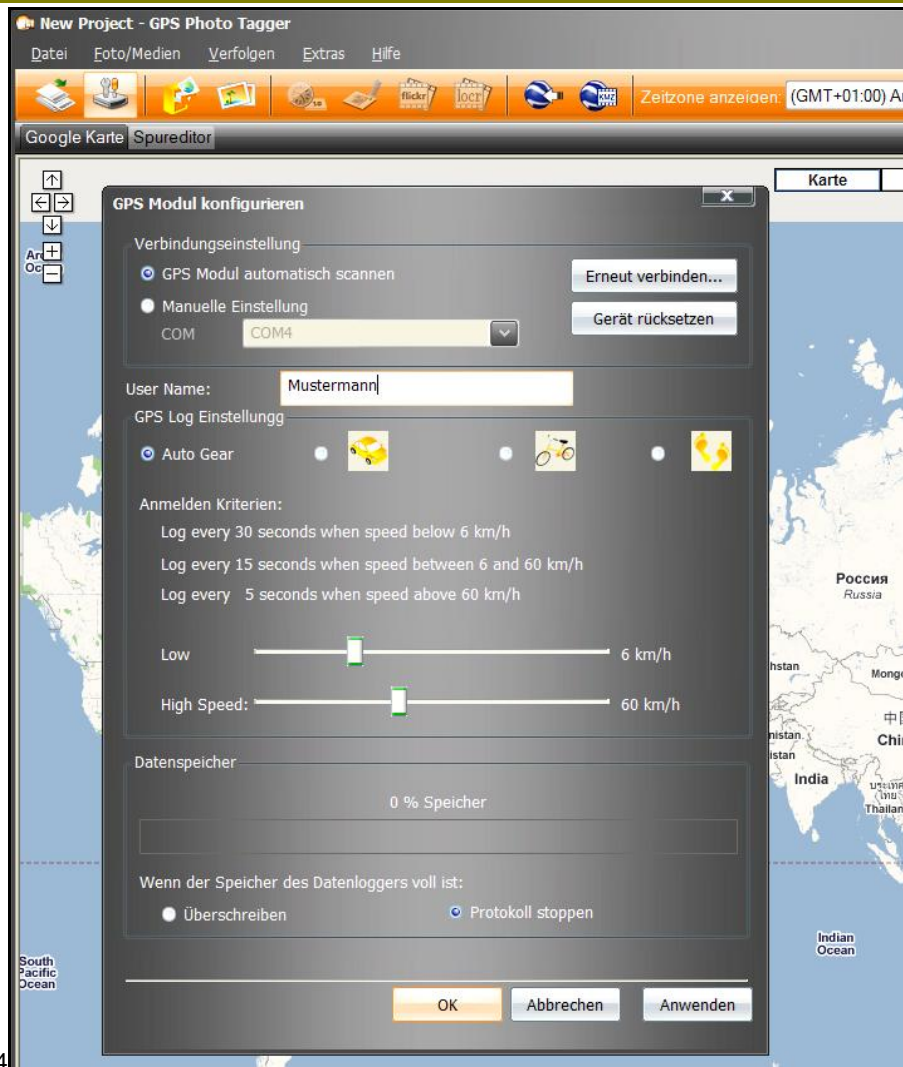 New Project - GPS Photo Tagger
Datei Foto/Medien Verfolgen Extras Hilfe
flickr locr KMZ Zeitzone anzeigen: (GMT+01:00)
Google Karte Spureditor
Karte
GPS Modul konfigurieren
Verbindungseinstellung
GPS Modul automatisch scannen
Erneut verbinden...
Manuelle Einstellung
Gerät rücksetzen
COM COM4
User Name: Mustermann
GPS Log Einstellungg
Auto Gear
Anmelden Kriterien:
Log every 30 seconds when speed below 6 km/h
Log every 15 seconds when speed between 6 and 60 km/h
Log every 5 seconds when speed above 60 km/h
Low 6 km/h
High Speed: 60 km/h
Datenspeicher
0 % Speicher
Wenn der Speicher des Datenloggers voll ist:
Überschreiben Protokoll stoppen
OK Abbrechen Anwenden
Россия
Russia
India
Indian
Ocean
South
Pacific
Ocean
4